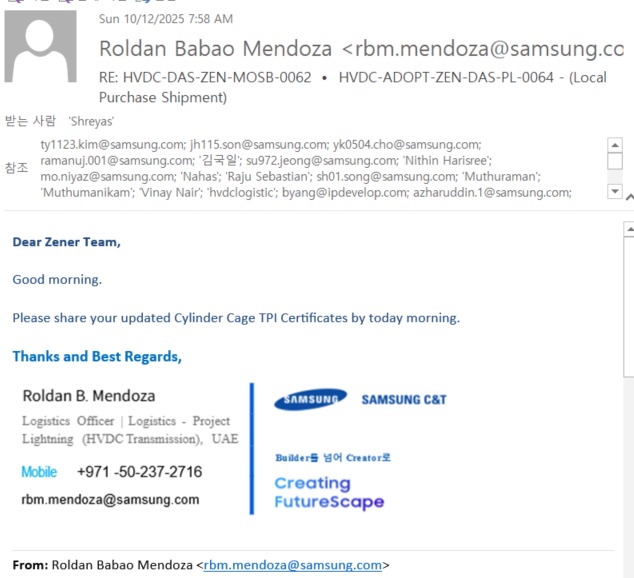 Sun 10/12/2025 7:58 AM
Roldan Babao Mendoza <rbm.mendoza@samsung.co
RE: HVDC-DAS-ZEN-MOSB-0062 • HVDC-ADOPT-ZEN-DAS-PL-0064 - (Local
Purchase Shipment)
받는 사람 'Shreyas'
참조
ty1123.kim@samsung.com; jh115.son@samsung.com; yk0504.cho@samsung.com;
ramanuj.001@samsung.com; '김국일'; su972.jeong@samsung.com; 'Nithin Harisree';
mo.niyaz@samsung.com; 'Nahas'; 'Raju Sebastian'; sh01.song@samsung.com; 'Muthuraman';
'Muthumanikam'; 'Vinay Nair'; 'hvdclogistic'; byang@ipdevelop.com; azharuddin.1@samsung.com;
Dear Zener Team,
Good morning.
Please share your updated Cylinder Cage TPI Certificates by today morning.
Thanks and Best Regards,
Roldan B. Mendoza
Logistics Officer | Logistics - Project
Lightning (HVDC Transmission), UAE
Mobile +971 -50-237-2716
rbm.mendoza@samsung.com
SAMSUNG SAMSUNG C&T
Builder를 넘어 Creator로
Creating
FutureScape
From: Roldan Babao Mendoza <rbm.mendoza@samsung.com>